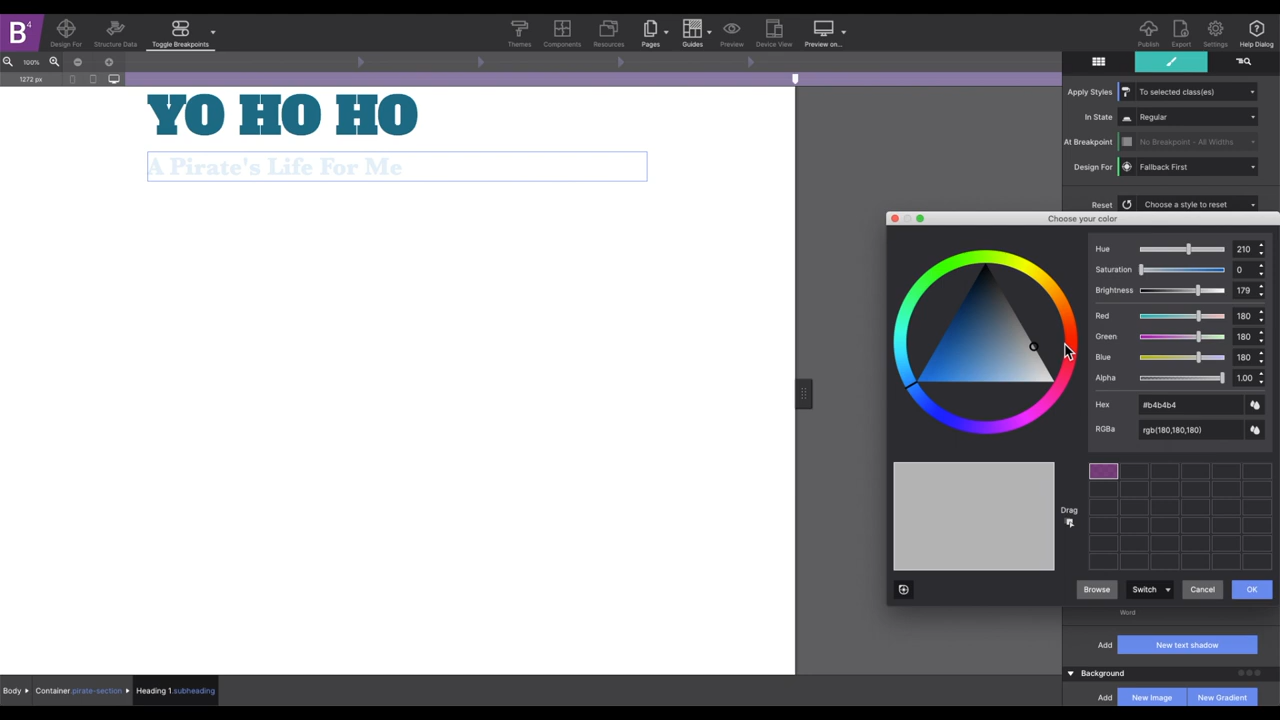 B4
Design For
Structure Data
Toggle Breakpoints
Themes
Components
Resources
Pages
Guides
Preview
Device View
Preview on...
Publish
Export
Settings
Help Dialog
100%
1272 px
YO HO HO
A Pirate's Life For Me
Apply Styles To selected class(es)
In State Regular
At Breakpoint No Breakpoint - All Widths
Design For Fallback First
Reset Choose a style to reset
Choose your color
Hue 210
Saturation 0
Brightness 179
Red 180
Green 180
Blue 180
Alpha 1.00
Hex #b4b4b4
RGBa rgb(180,180,180)
Drag
Browse Switch Cancel OK
Word
Add New text shadow
Background
Add New Image New Gradient
Body Container.pirate-section Heading 1.subheading